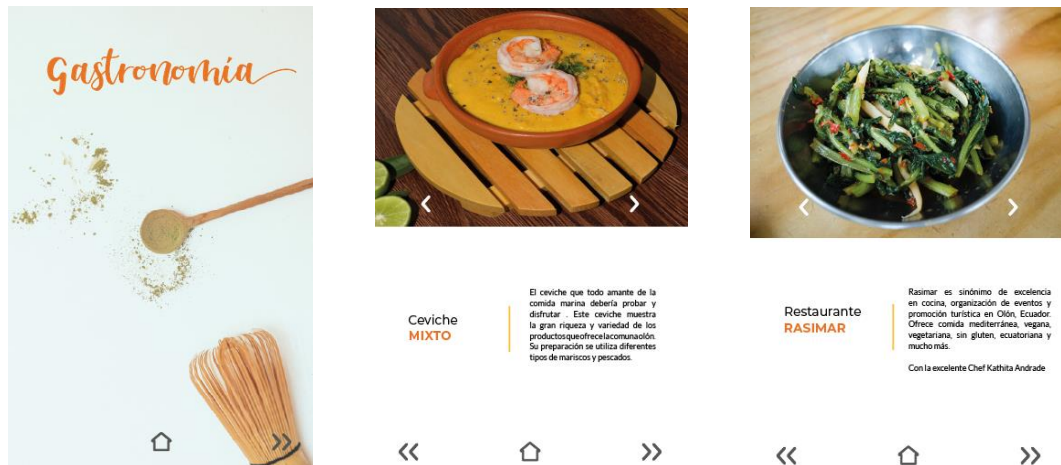 Gastronomía
Ceviche
MIXTO
El ceviche que todo amante de la
comida marina debería probar y
disfrutar . Este ceviche muestra
la gran riqueza y variedad de los
productosqueofrecelacomunaolón.
Su preparación se utiliza diferentes
tipos de mariscos y pescados.
Restaurante
RASIMAR
Rasimar es sinónimo de excelencia
en cocina, organización de eventos y
promoción turística en Olón, Ecuador.
Ofrece comida mediterránea, vegana,
vegetariana, sin gluten, ecuatoriana y
mucho más.
Con la excelente Chef Kathita Andrade